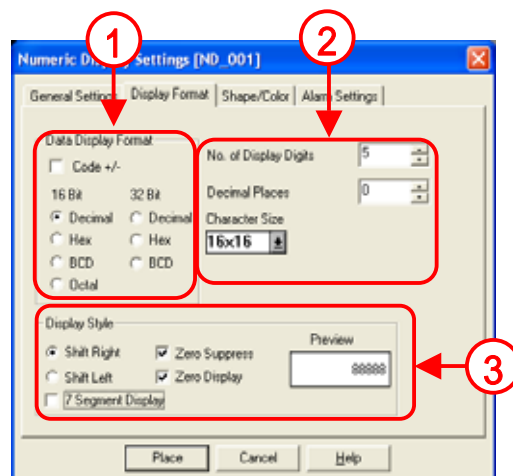 1
2
Numeric Display Settings [ND_001]
General Settings Display Format Shape/Color Alarm Settings
Data Display Format
Code +/-
16 Bit 32 Bit
Decimal Decimal
Hex Hex
BCD BCD
Octal
No. of Display Digits 5
Decimal Places 0
Character Size
16x16
Display Style
Shift Right Zero Suppress
Shift Left Zero Display
7 Segment Display
Preview
88888
3
Place Cancel Help